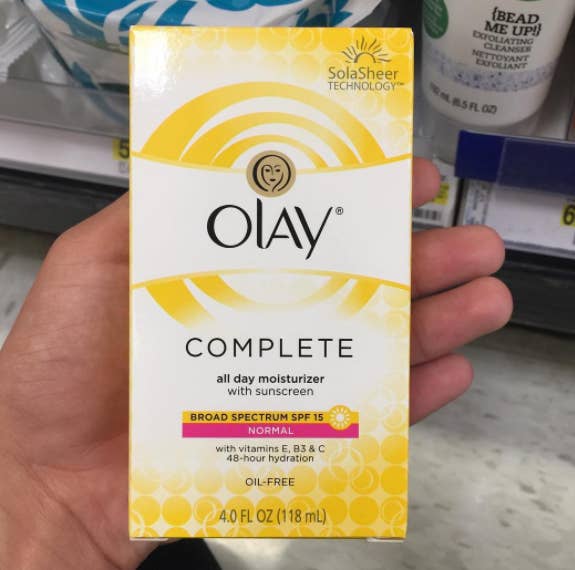 SolaSheer
TECHNOLOGY™
OLAY®
COMPLETE
all day moisturizer
with sunscreen
BROAD SPECTRUM SPF 15
NORMAL
with vitamins E, B3 & C
48-hour hydration
OIL-FREE
4.0 FL OZ (118 mL)
{BEAD
ME UP!}
EXFOLIATING
CLEANSER
NETTOYANT
EXFOLIANT